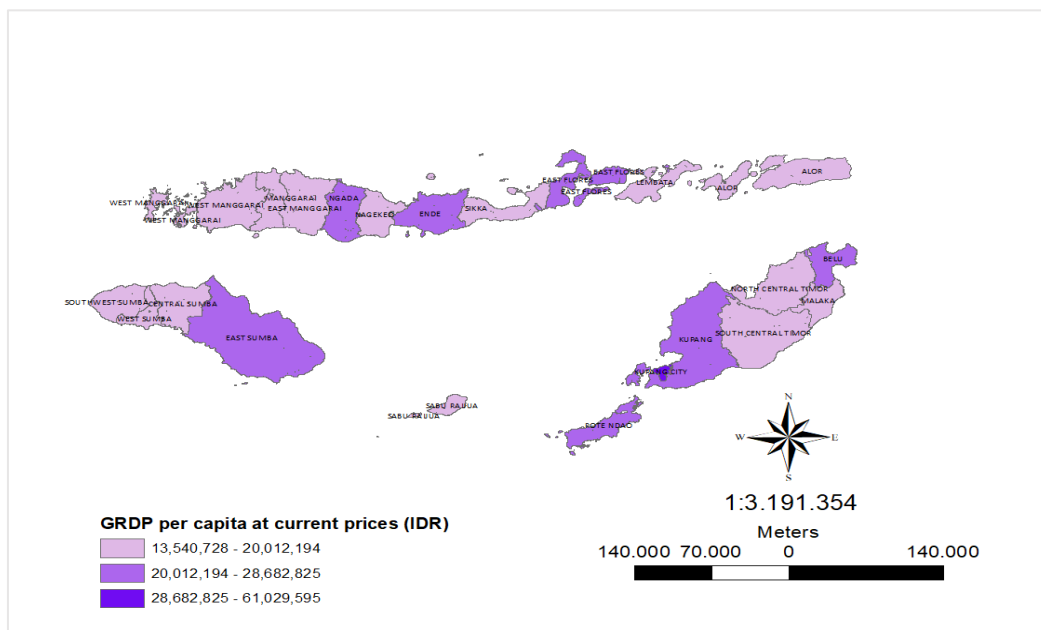 EAST FLORES
EAST FLORES
EAST FLORES
LEMBATA
ALOR
ALOR
WEST MANGGARAI
WEST MANGGARAI
WEST MANGGARAI
MANGGARAI
EAST MANGGARAI
NGADA
NAGEKEO
ENDE
SIKKA
BELU
NORTH CENTRAL TIMOR
MALAKA
SOUTH CENTRAL TIMOR
KUPANG
KUPANG CITY
ROTE NDAO
SOUTHWEST SUMBA
CENTRAL SUMBA
WEST SUMBA
EAST SUMBA
SABU RAIJUA
SABU RAIJUA
N
W
E
S
1:3.191.354
Meters
140.000 70.000 0 140.000
GRDP per capita at current prices (IDR)
13,540,728 - 20,012,194
20,012,194 - 28,682,825
28,682,825 - 61,029,595